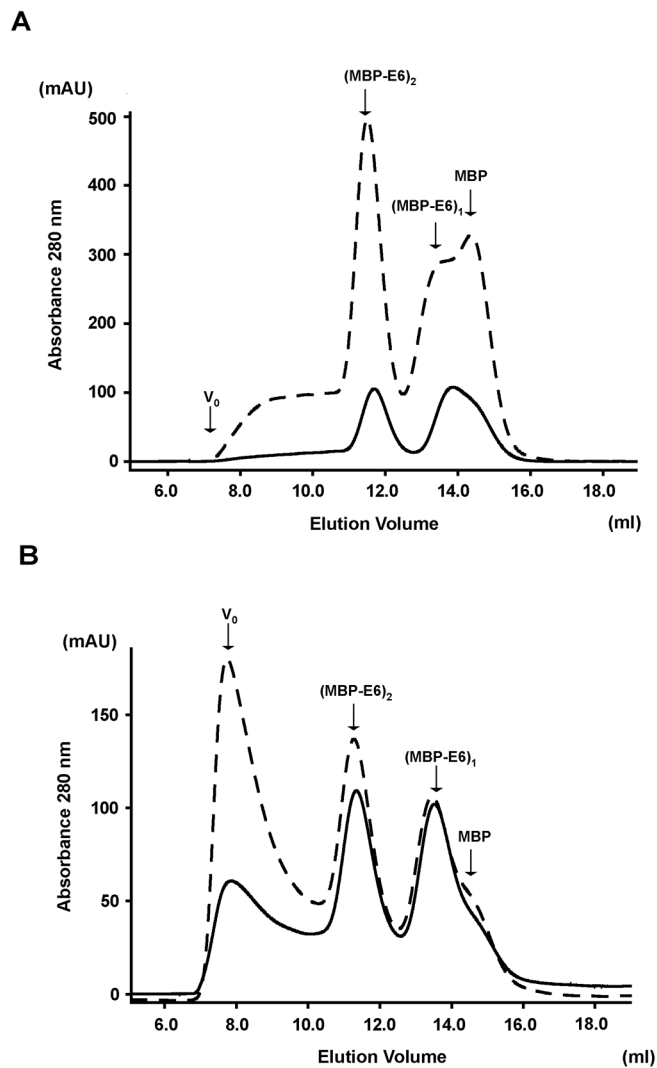 A
(mAU)
(MBP-E6)₂
MBP
(MBP-E6)₁
V₀
500
400
300
200
100
0
Absorbance 280 nm
6.0 8.0 10.0 12.0 14.0 16.0 18.0
Elution Volume (ml)
B
(mAU)
V₀
(MBP-E6)₂
(MBP-E6)₁
MBP
150
100
50
0
Absorbance 280 nm
6.0 8.0 10.0 12.0 14.0 16.0 18.0
Elution Volume (ml)